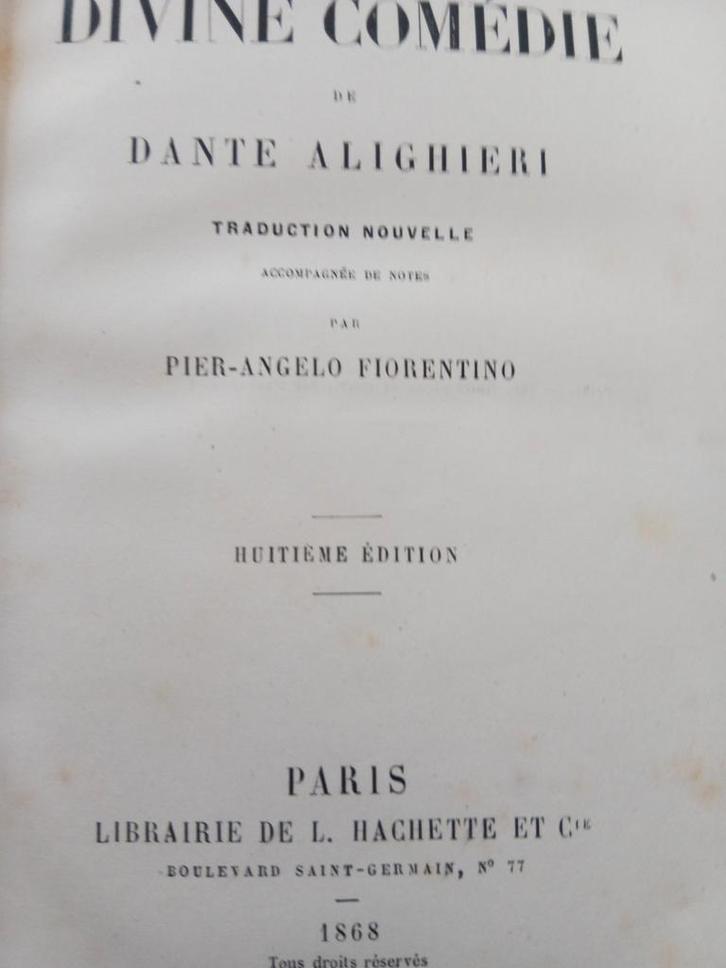 DIVINE COMÉDIE
DE
DANTE ALIGHIERI
TRADUCTION NOUVELLE
ACCOMPAGNÉE DE NOTES
PAR
PIER-ANGELO FIORENTINO
HUITIÈME ÉDITION
PARIS
LIBRAIRIE DE L. HACHETTE ET Cie
BOULEVARD SAINT-GERMAIN, No 77
1868
Tous droits réservés